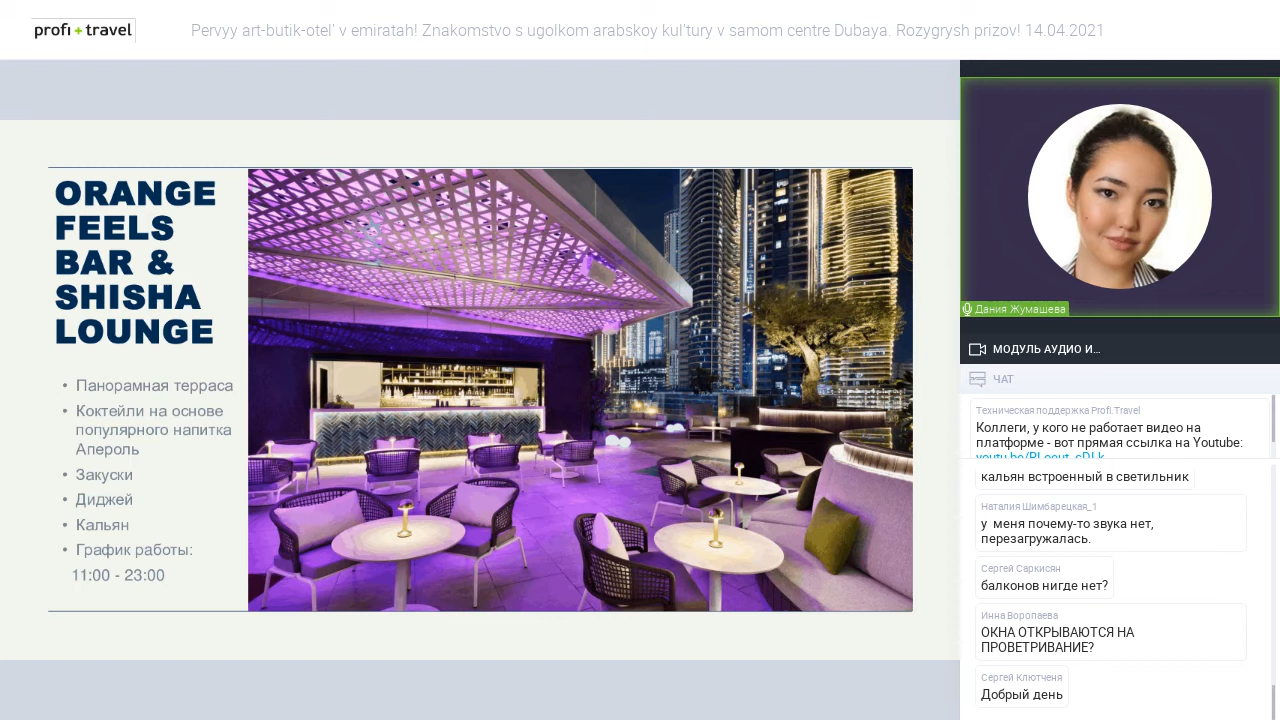 profi + travel
Pervyy art-butik-otel' v emiratah! Znakomstvo s ugolkom arabskoy kul'tury v samom centre Dubaya. Rozygrysh prizov! 14.04.2021
ORANGE
FEELS
BAR &
SHISHA
LOUNGE
• Панорамная терраса
• Коктейли на основе
популярного напитка
Апероль
• Закуски
• Диджей
• Кальян
• График работы:
11:00 - 23:00
Дания Жумашева
МОДУЛЬ АУДИО И...
ЧАТ
Техническая поддержка Profi.Travel
Коллеги, у кого не работает видео на
платформе - вот прямая ссылка на Youtube:
кальян встроенный в светильник
Наталия Шимбарецкая_1
у меня почему-то звука нет,
перезагружалась.
Сергей Саркисян
балконов нигде нет?
Инна Воропаева
ОКНА ОТКРЫВАЮТСЯ НА
ПРОВЕТРИВАНИЕ?
Сергей Клютченя
Добрый день